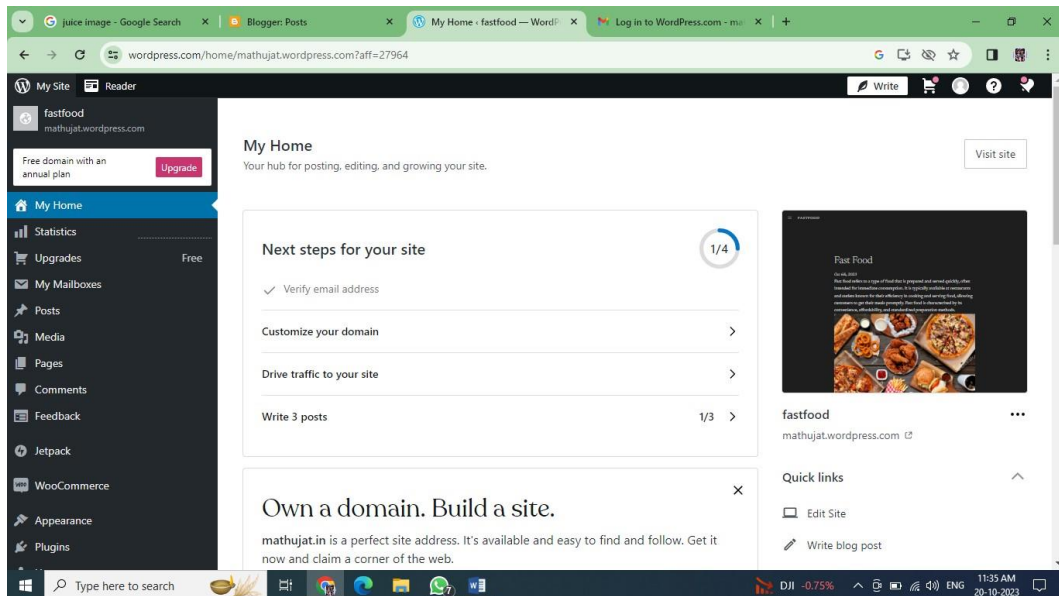 juice image - Google Search
Blogger: Posts
My Home ‹ fastfood — WordP
Log in to WordPress.com - ma
wordpress.com/home/mathujat.wordpress.com?aff=27964
My Site
Reader
Write
fastfood
mathujat.wordpress.com
Free domain with an
annual plan
Upgrade
My Home
Statistics
Upgrades Free
My Mailboxes
Posts
Media
Pages
Comments
Feedback
Jetpack
WooCommerce
Appearance
Plugins
My Home
Your hub for posting, editing, and growing your site.
Visit site
Next steps for your site
1/4
Verify email address
Customize your domain
Drive traffic to your site
Write 3 posts 1/3
Own a domain. Build a site.
mathujat.in is a perfect site address. It's available and easy to find and follow. Get it
now and claim a corner of the web.
Fast Food
fastfood
mathujat.wordpress.com
Quick links
Edit Site
Write blog post
Type here to search
DJI -0.75%
ENG
11:35 AM
20-10-2023